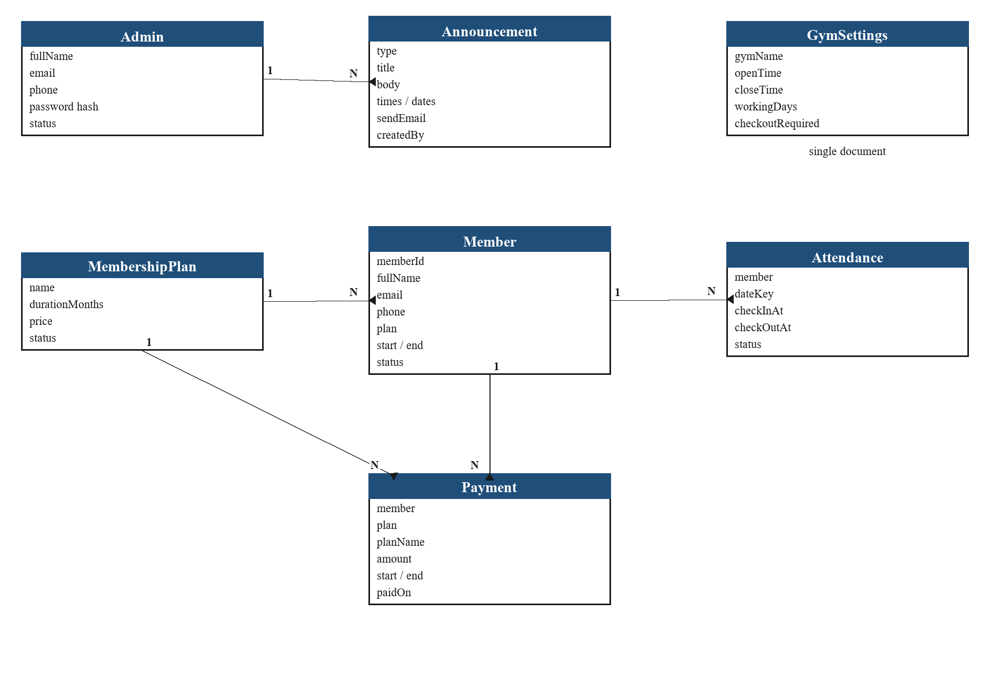 Admin
fullName
email
phone
password hash
status
1
N
Announcement
type
title
body
times / dates
sendEmail
createdBy
GymSettings
gymName
openTime
closeTime
workingDays
checkoutRequired
single document
MembershipPlan
name
durationMonths
price
status
1
N
1
N
Member
memberId
fullName
email
phone
plan
start / end
status
1
N
1
N
Attendance
member
dateKey
checkInAt
checkOutAt
status
Payment
member
plan
planName
amount
start / end
paidOn